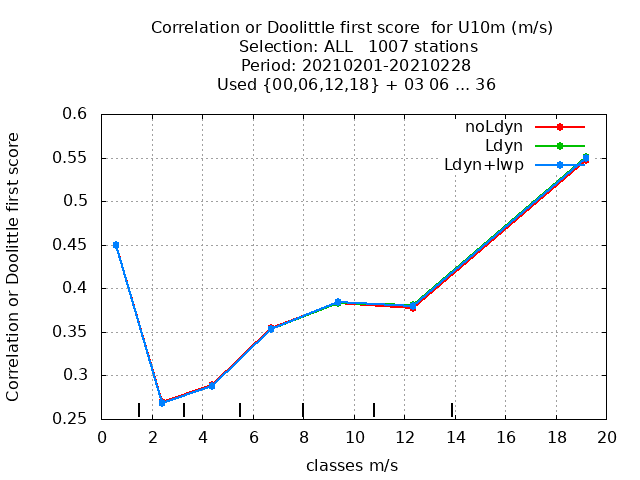 Correlation or Doolittle first score  for U10m (m/s)
Selection: ALL   1007 stations
Period: 20210201-20210228
Used {00,06,12,18} + 03 06 ... 36
noLdyn
Ldyn
Ldyn+lwp
Correlation or Doolittle first score
0.6
0.55
0.5
0.45
0.4
0.35
0.3
0.25
0 2 4 6 8 10 12 14 16 18 20
classes m/s